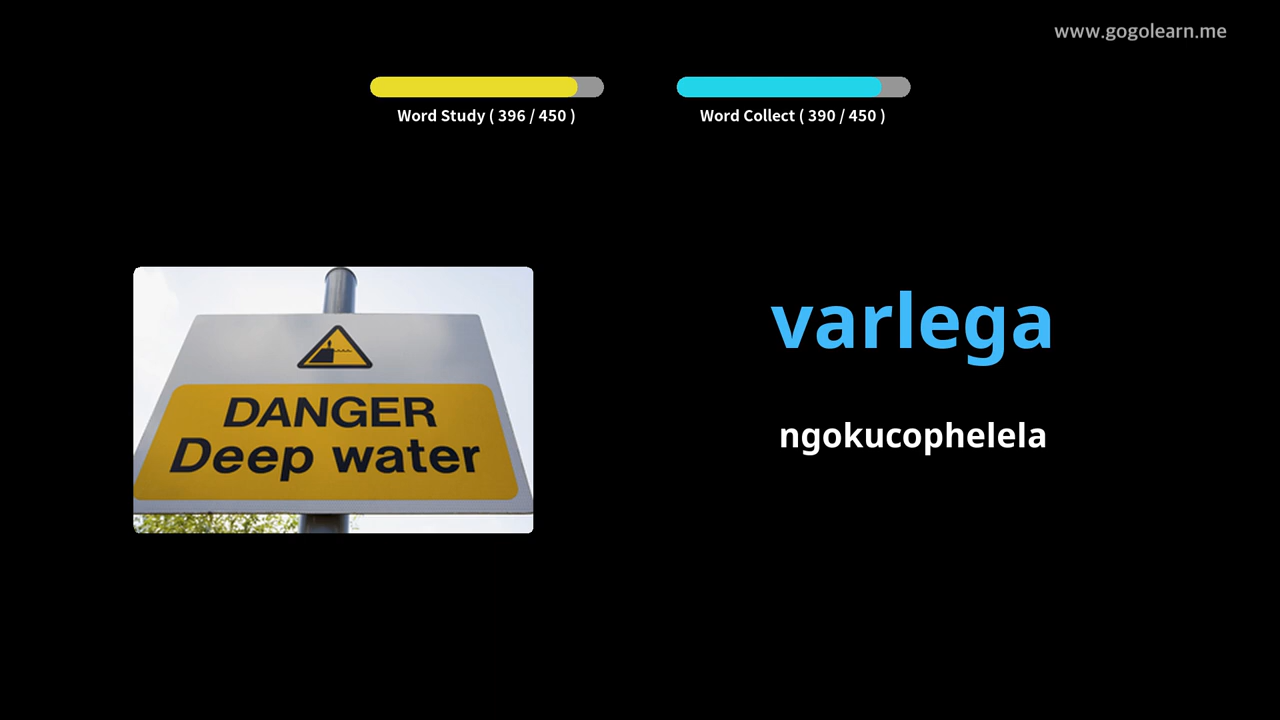 www.gogolearn.me
Word Study ( 396 / 450 )
Word Collect ( 390 / 450 )
DANGER
Deep water
varlega
ngokucophelela